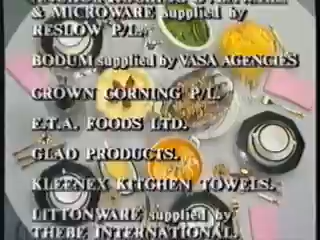 & MICROWARE supplied by
RESLOW P/L.
BODUM supplied by VASA AGENCIES
CROWN CORNING P/L.
E.T.A. FOODS LTD.
GLAD PRODUCTS.
KLEENEX KITCHEN TOWELS.
LITTONWARE supplied by
THEBE INTERNATIONAL.